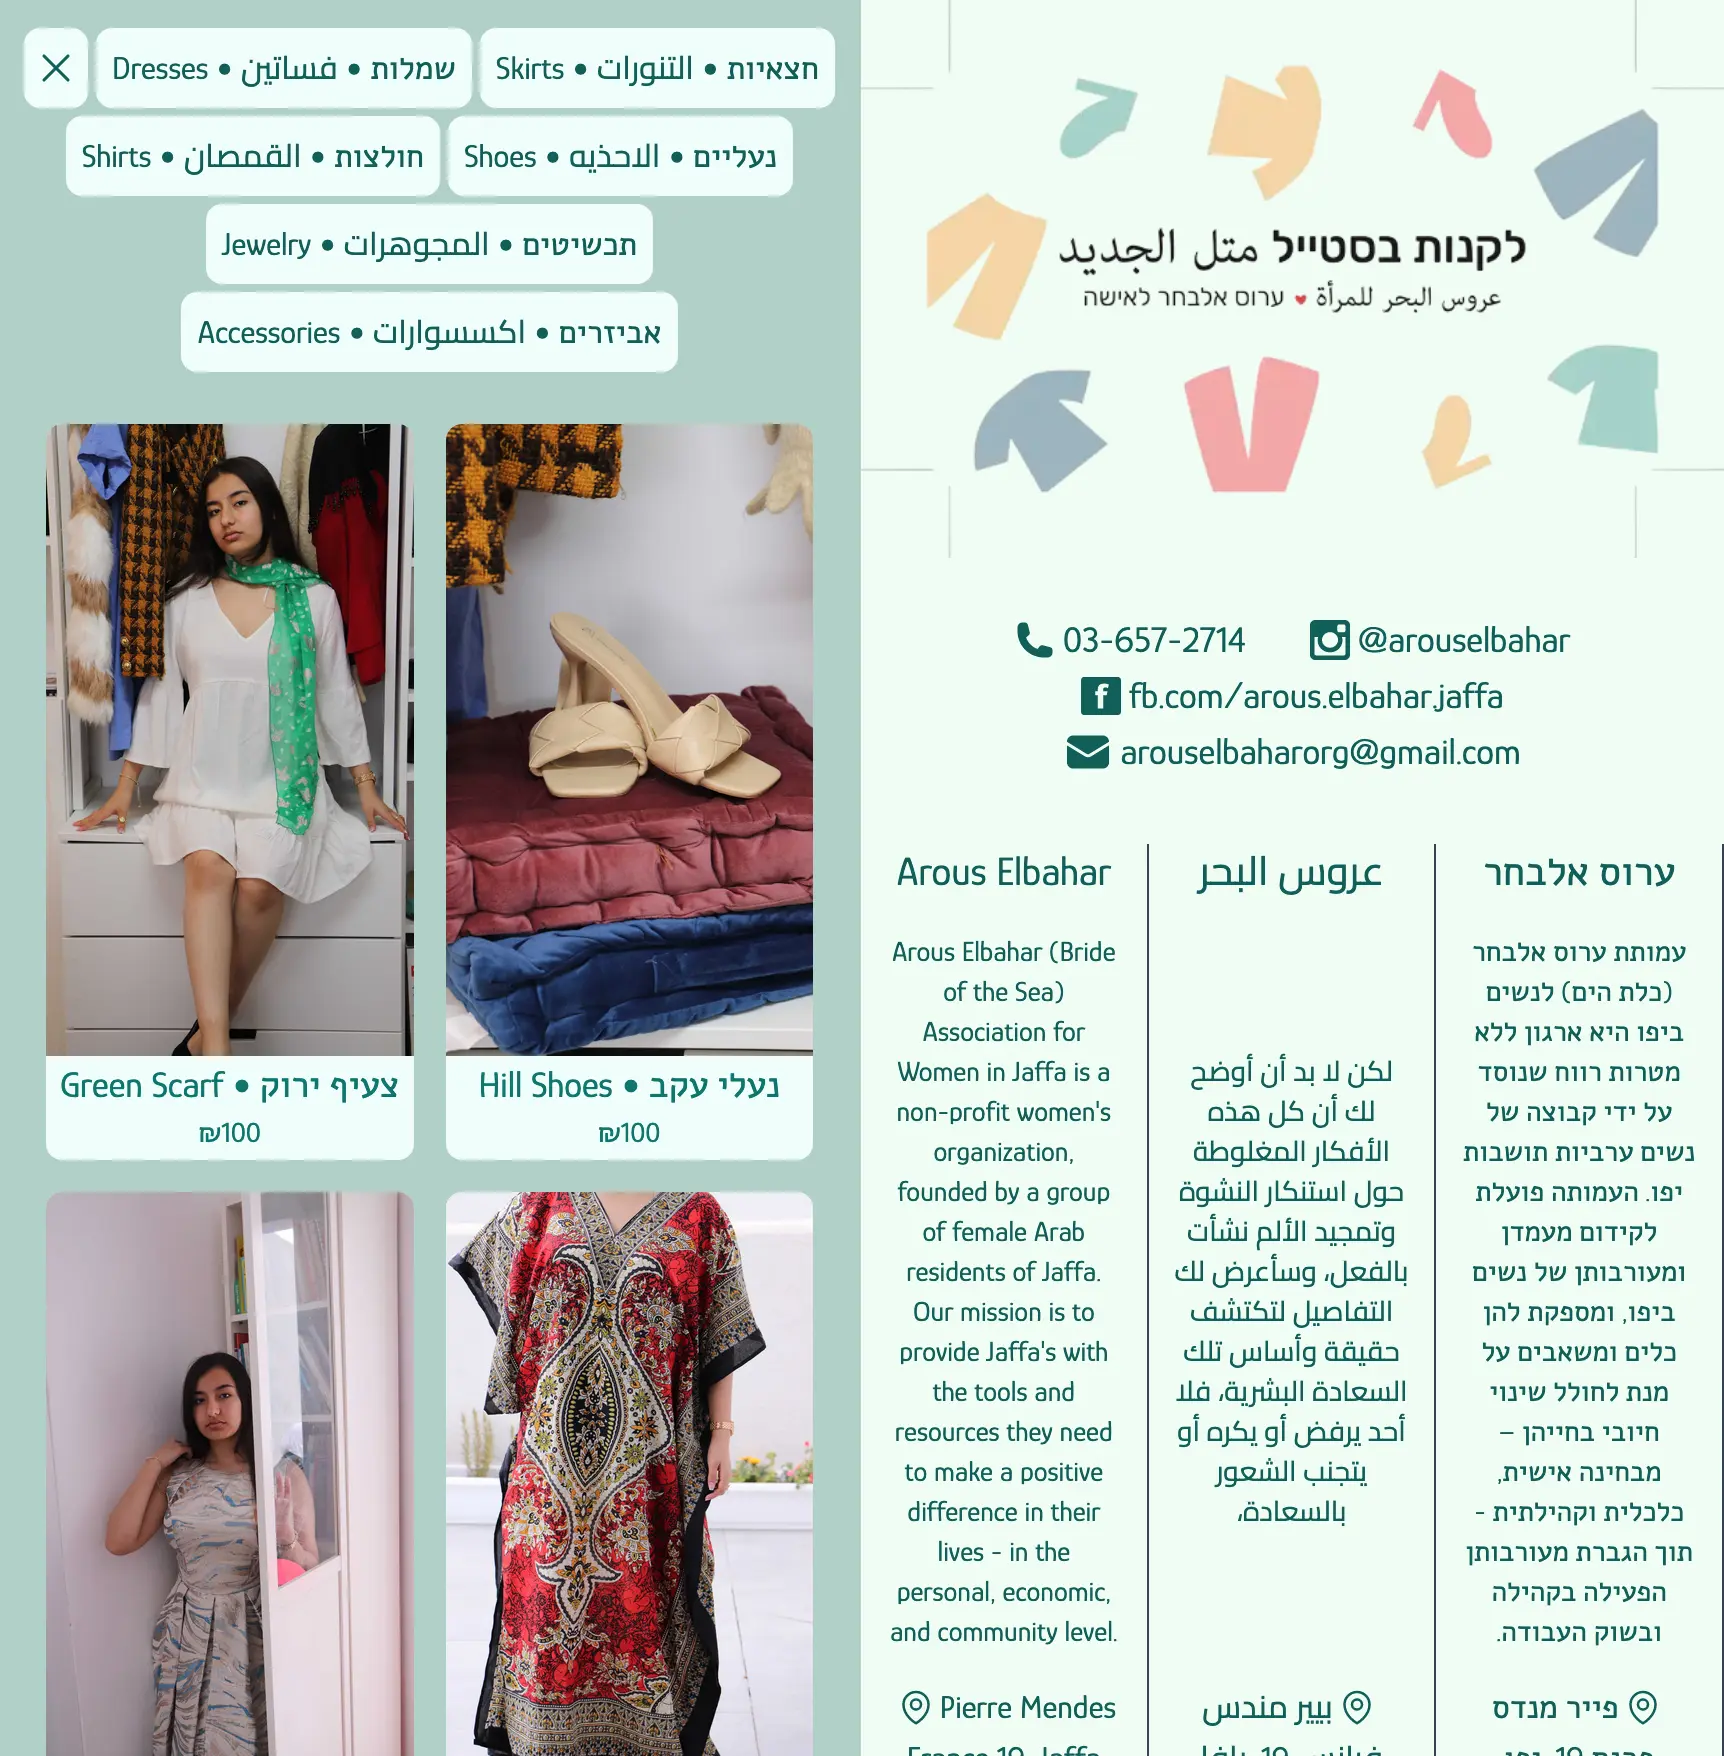 Dresses • فساتين • שמלות
Skirts • التنورات • חצאיות
Shirts • القمصان • חולצות
Shoes • الاحذيه • נעליים
Jewelry • المجوهرات • תכשיטים
Accessories • اكسسوارات • אביזרים
Green Scarf • צעיף ירוק
₪100
Hill Shoes • נעלי עקב
₪100
לקנות בסטייל متل الجديد
عروس البحر للمرأة ♥ ערוס אלבחר לאישה
03-657-2714
@arouselbahar
fb.com/arous.elbahar.jaffa
arouselbaharorg@gmail.com
Arous Elbahar
Arous Elbahar (Bride
of the Sea)
Association for
Women in Jaffa is a
non-profit women's
organization,
founded by a group
of female Arab
residents of Jaffa.
Our mission is to
provide Jaffa's with
the tools and
resources they need
to make a positive
difference in their
lives - in the
personal, economic,
and community level.
Pierre Mendes
France 19, Jaffa
عروس البحر
لكن لا بد أن أوضح
لك أن كل هذه
الأفكار المغلوطة
حول استنكار النشوة
وتمجيد الألم نشأت
بالفعل، وسأعرض لك
التفاصيل لتكتشف
حقيقة وأساس تلك
السعادة البشرية، فلا
أحد يرفض أو يكره أو
يتجنب الشعور
بالسعادة،
بيير مندس
ערוס אלבחר
עמותת ערוס אלבחר
(כלת הים) לנשים
ביפו היא ארגון ללא
מטרות רווח שנוסד
על ידי קבוצה של
נשים ערביות תושבות
יפו. העמותה פועלת
לקידום מעמדן
ומעורבותן של נשים
ביפו, ומספקת להן
כלים ומשאבים על
מנת לחולל שינוי
חיובי בחייהן –
מבחינה אישית,
כלכלית וקהילתית -
תוך הגברת מעורבותן
הפעילה בקהילה
ובשוק העבודה.
פייר מנדס